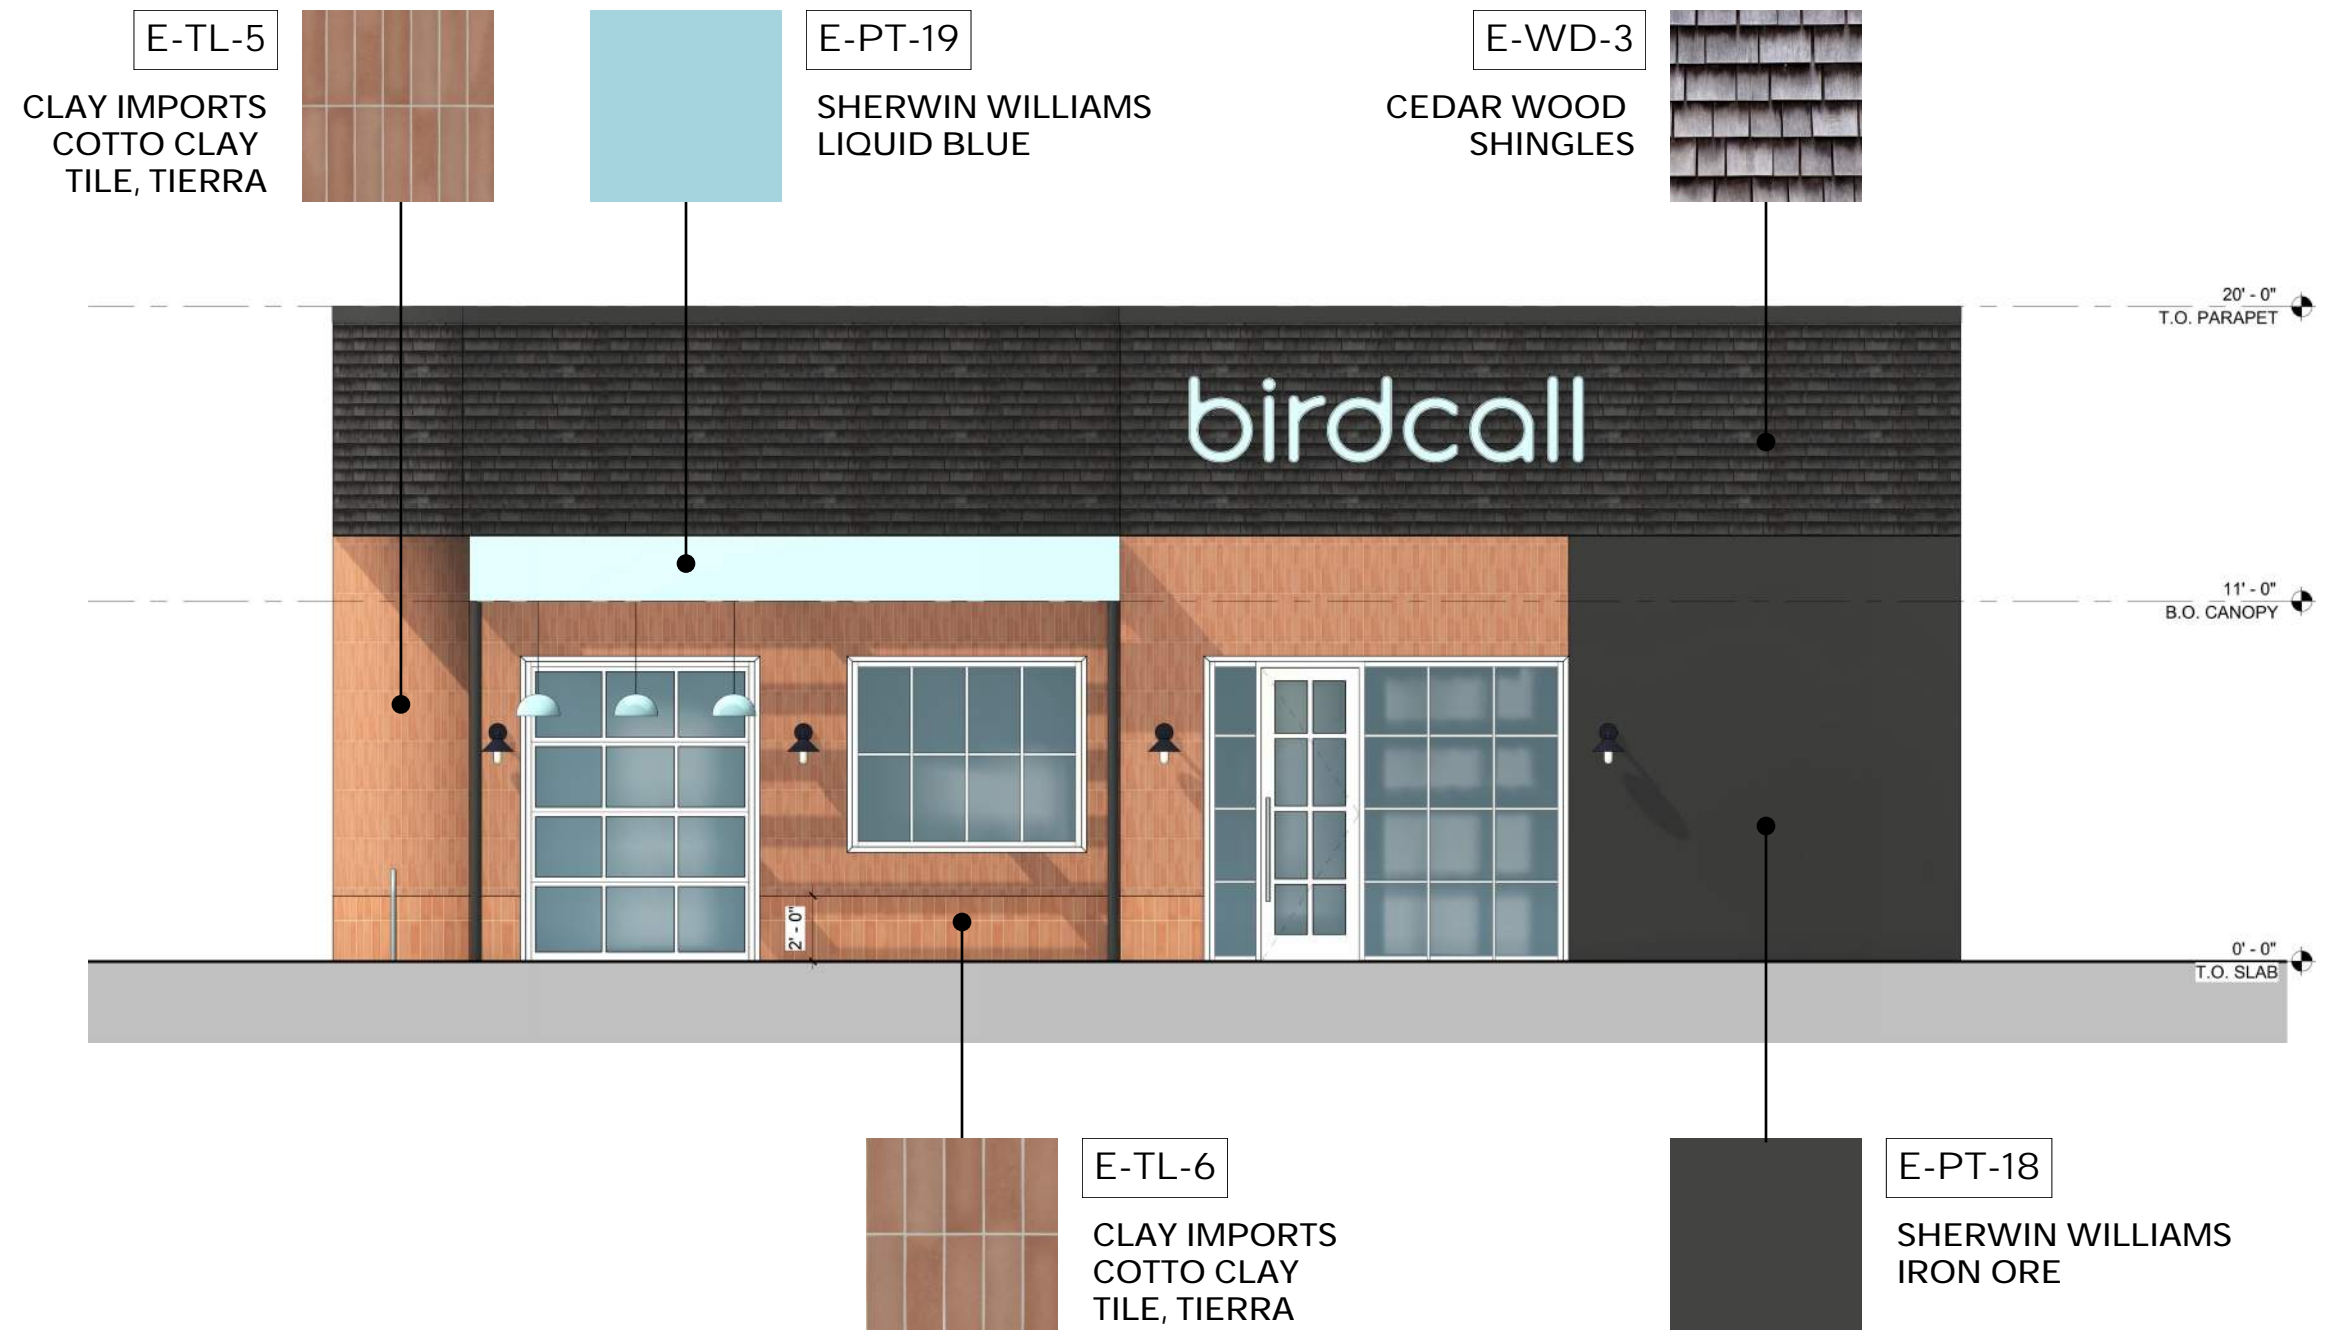 E-TL-5
CLAY IMPORTS
COTTO CLAY
TILE, TIERRA
E-PT-19
SHERWIN WILLIAMS
LIQUID BLUE
E-WD-3
CEDAR WOOD
SHINGLES
20' - 0"
T.O. PARAPET
birdcall
11' - 0"
B.O. CANOPY
2' - 0"
0' - 0"
T.O. SLAB
E-TL-6
CLAY IMPORTS
COTTO CLAY
TILE, TIERRA
E-PT-18
SHERWIN WILLIAMS
IRON ORE